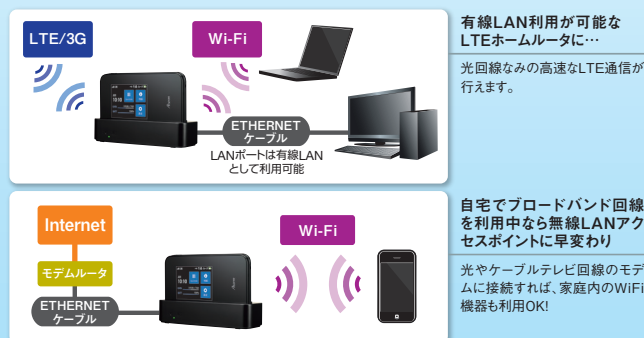 LTE/3G
Wi-Fi
ETHERNET
ケーブル
LANポートは有線LAN
として利用可能
有線LAN利用が可能な
LTEホームルータに…
光回線なみの高速なLTE通信が
行えます。
Internet
モデムルータ
ETHERNET
ケーブル
Wi-Fi
自宅でブロードバンド回線
を利用中なら無線LANアク
セスポイントに早変わり
光やケーブルテレビ回線のモデ
ムに接続すれば、家庭内のWiFi
機器も利用OK!